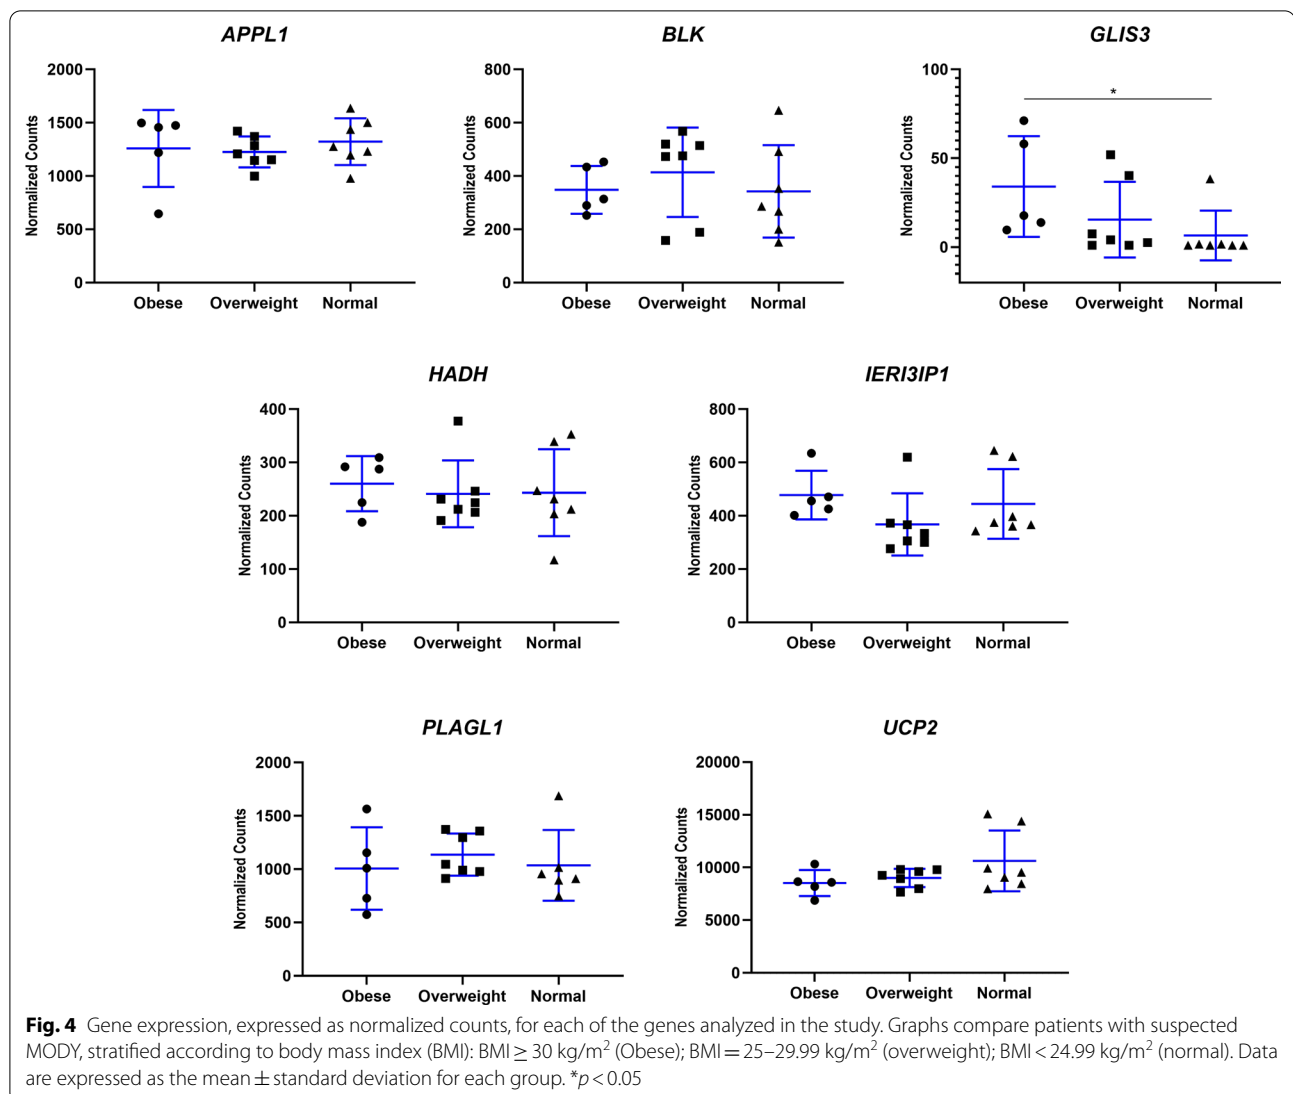 APPL1
2000
1500
1000
500
0
Normalized Counts
Obese Overweight Normal
BLK
800
600
400
200
0
Normalized Counts
Obese Overweight Normal
GLIS3
100
50
0
Normalized Counts
*
Obese Overweight Normal
HADH
400
300
200
100
0
Normalized Counts
Obese Overweight Normal
IERI3IP1
800
600
400
200
0
Normalized Counts
Obese Overweight Normal
PLAGL1
2000
1500
1000
500
0
Normalized Counts
Obese Overweight Normal
UCP2
20000
15000
10000
5000
0
Normalized Counts
Obese Overweight Normal
Fig. 4 Gene expression, expressed as normalized counts, for each of the genes analyzed in the study. Graphs compare patients with suspected
MODY, stratified according to body mass index (BMI): BMI ≥ 30 kg/m² (Obese); BMI = 25–29.99 kg/m² (overweight); BMI < 24.99 kg/m² (normal). Data
are expressed as the mean ± standard deviation for each group. *p < 0.05